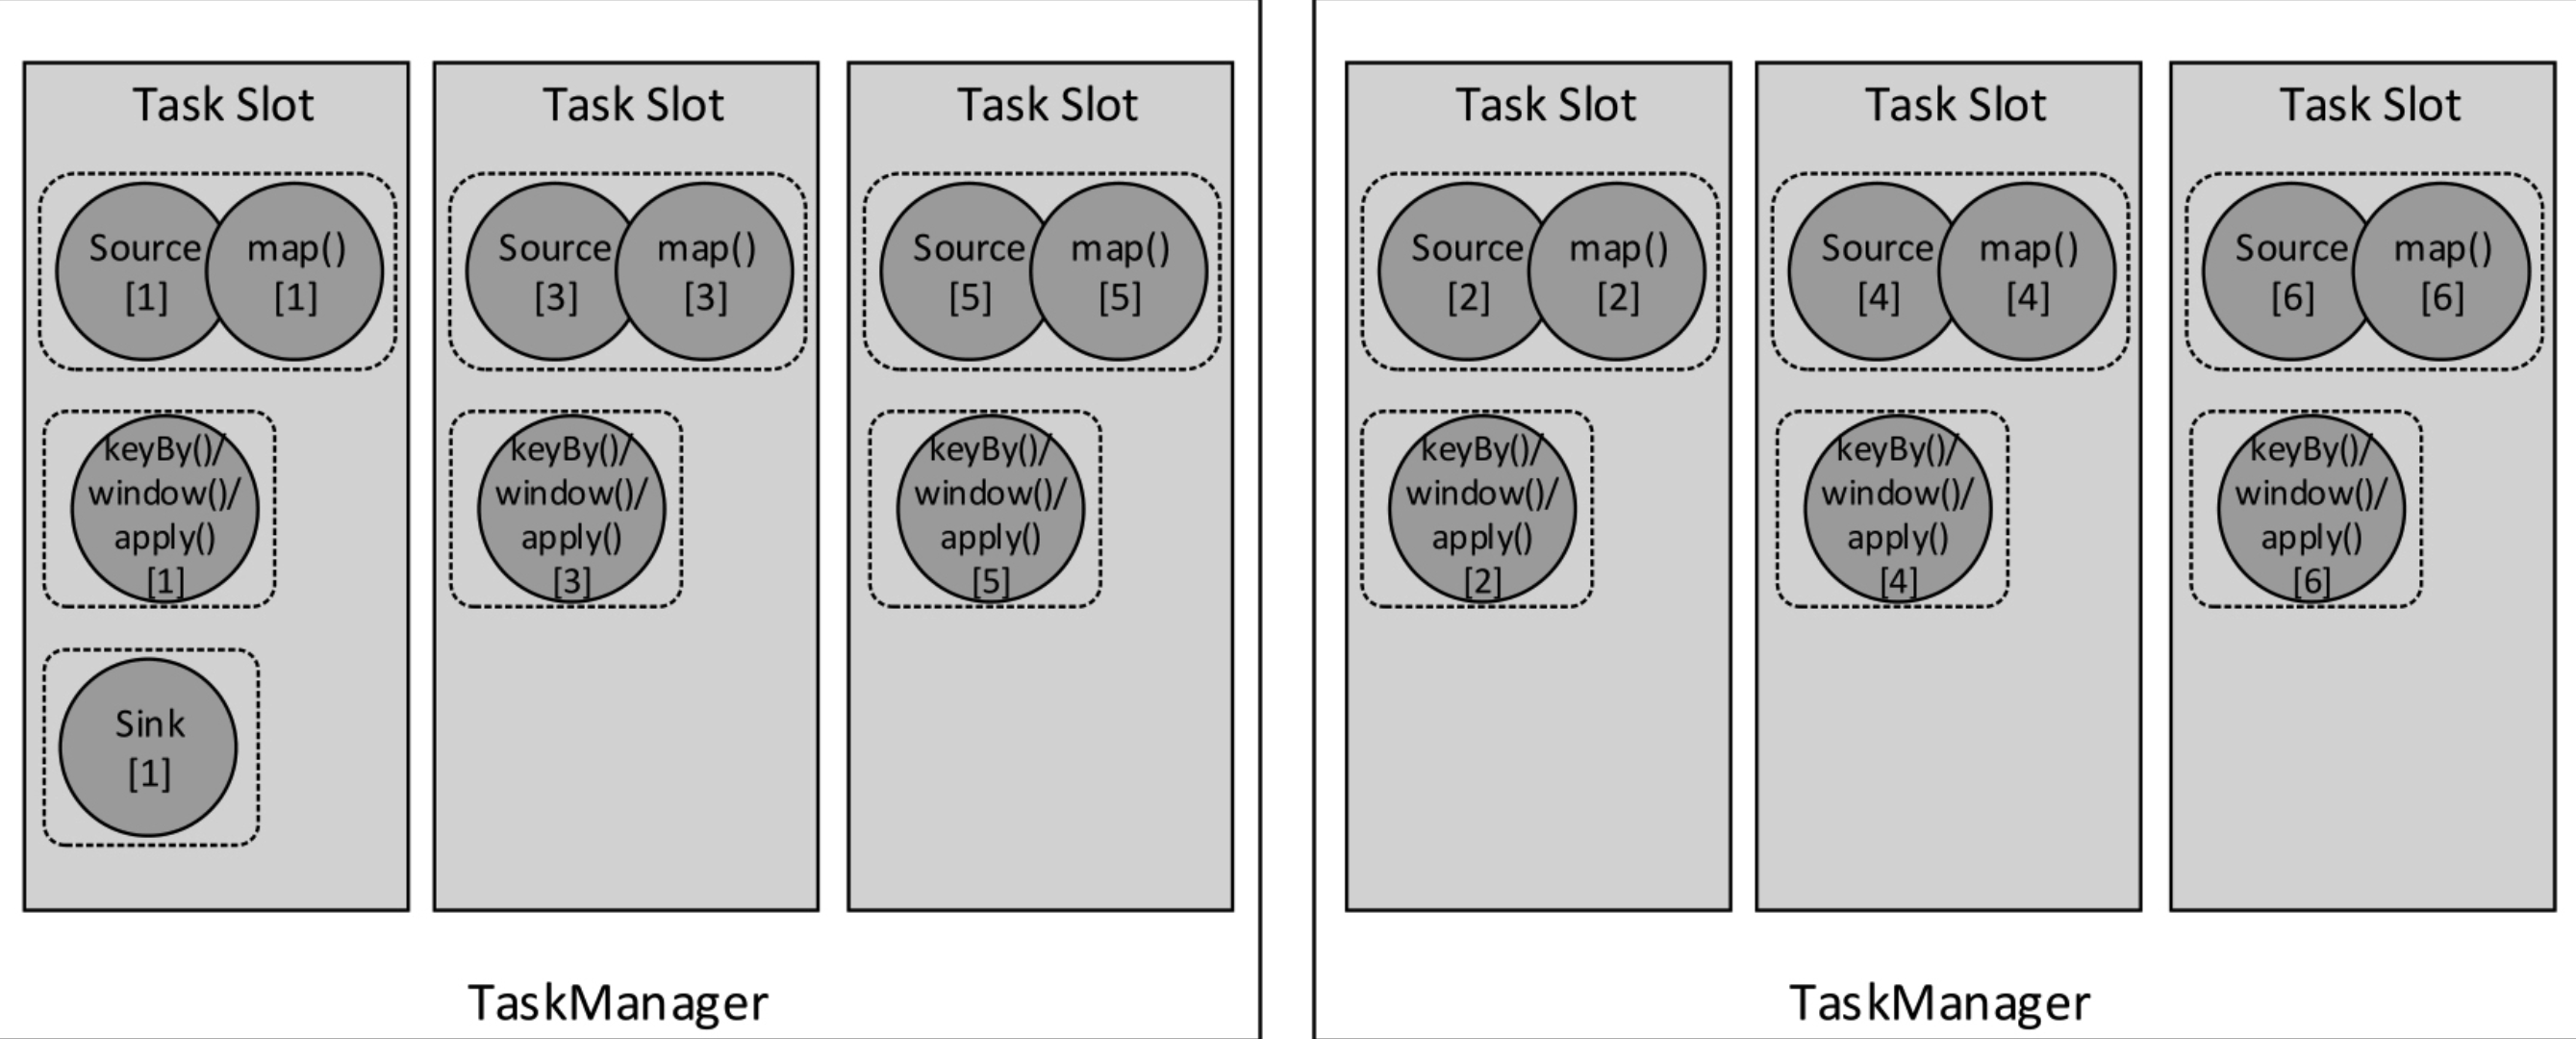 Task Slot
Source
[1]
map()
[1]
keyBy()/
window()/
apply()
[1]
Sink
[1]
Task Slot
Source
[3]
map()
[3]
keyBy()/
window()/
apply()
[3]
Task Slot
Source
[5]
map()
[5]
keyBy()/
window()/
apply()
[5]
TaskManager
Task Slot
Source
[2]
map()
[2]
keyBy()/
window()/
apply()
[2]
Task Slot
Source
[4]
map()
[4]
keyBy()/
window()/
apply()
[4]
Task Slot
Source
[6]
map()
[6]
keyBy()/
window()/
apply()
[6]
TaskManager